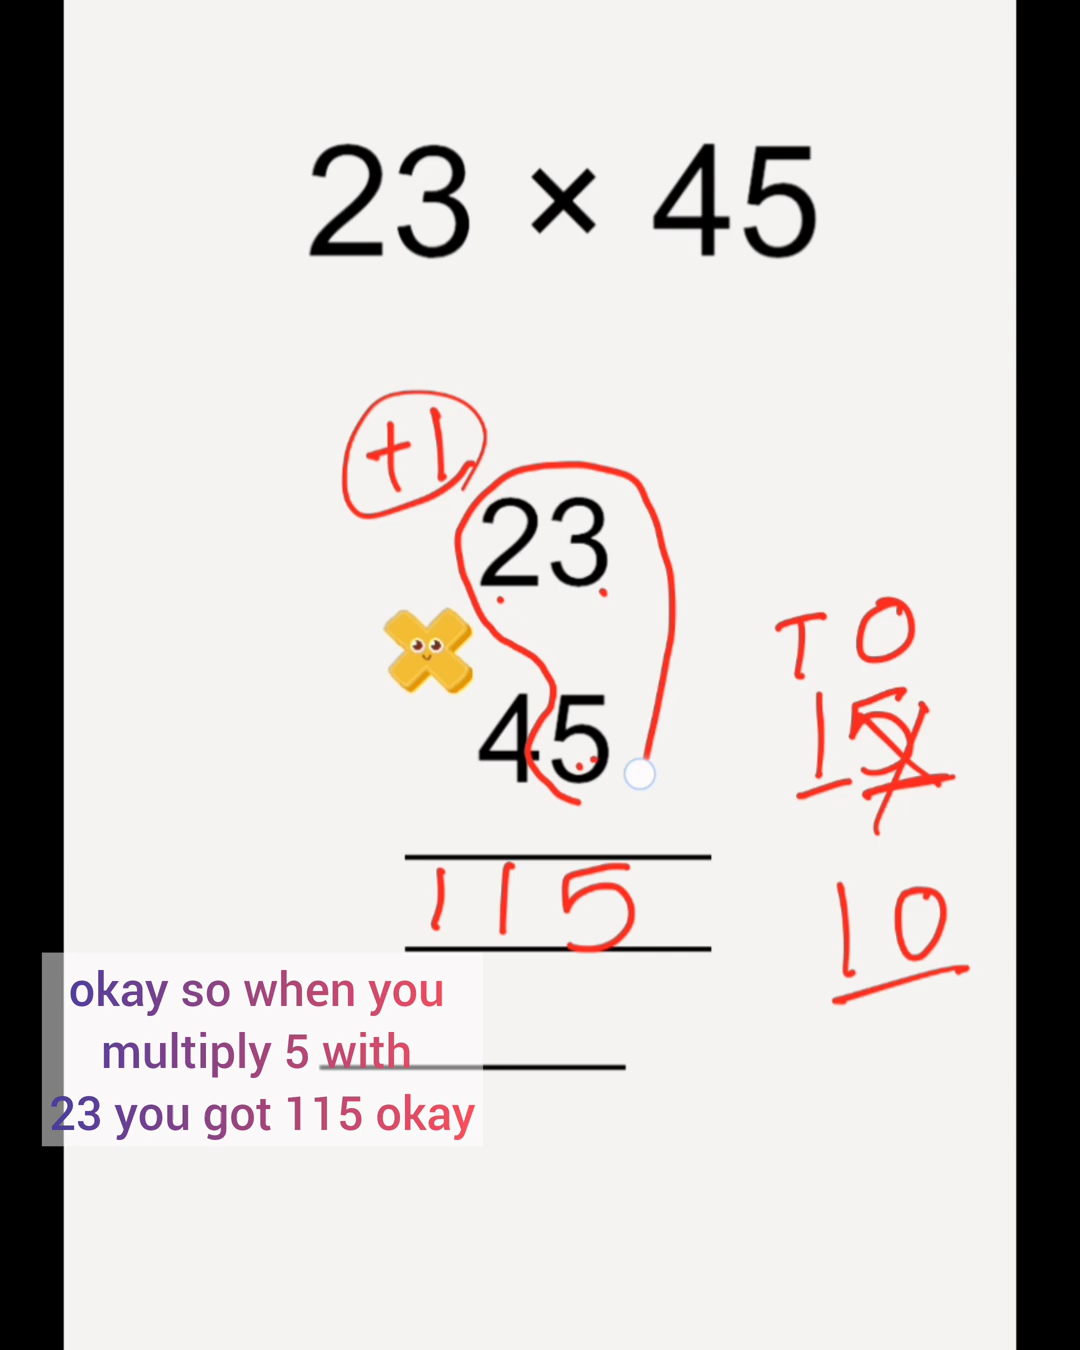 23 × 45
+1
23
45
T O
15
115
10
okay so when you
multiply 5 with
23 you got 115 okay